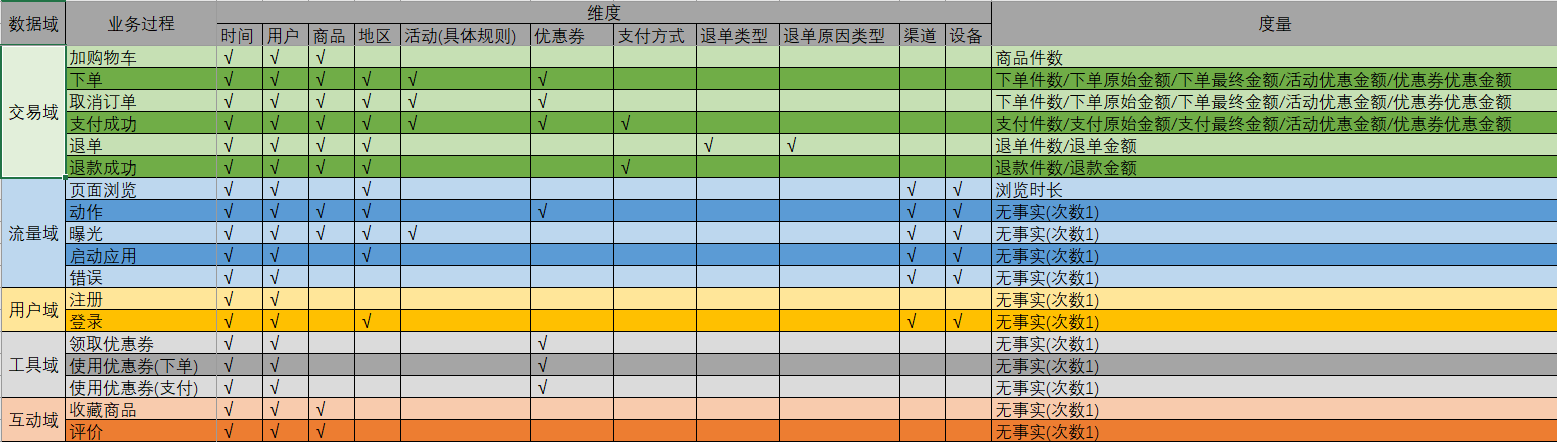 数据域 业务过程 维度 度量
时间 用户 商品 地区 活动(具体规则) 优惠券 支付方式 退单类型 退单原因类型 渠道 设备
交易域
加购物车 √ √ √ 商品件数
下单 √ √ √ √ √ √ 下单件数/下单原始金额/下单最终金额/活动优惠金额/优惠券优惠金额
取消订单 √ √ √ √ √ √ 下单件数/下单原始金额/下单最终金额/活动优惠金额/优惠券优惠金额
支付成功 √ √ √ √ √ √ √ 支付件数/支付原始金额/支付最终金额/活动优惠金额/优惠券优惠金额
退单 √ √ √ √ √ √ 退单件数/退单金额
退款成功 √ √ √ √ √ 退款件数/退款金额
流量域
页面浏览 √ √ √ √ √ 浏览时长
动作 √ √ √ √ √ √ √ 无事实(次数1)
曝光 √ √ √ √ √ √ √ 无事实(次数1)
启动应用 √ √ √ √ √ 无事实(次数1)
错误 √ √ √ √ 无事实(次数1)
用户域
注册 √ √ 无事实(次数1)
登录 √ √ √ √ √ 无事实(次数1)
工具域
领取优惠券 √ √ √ 无事实(次数1)
使用优惠券(下单) √ √ √ 无事实(次数1)
使用优惠券(支付) √ √ √ 无事实(次数1)
互动域
收藏商品 √ √ √ 无事实(次数1)
评价 √ √ √ 无事实(次数1)